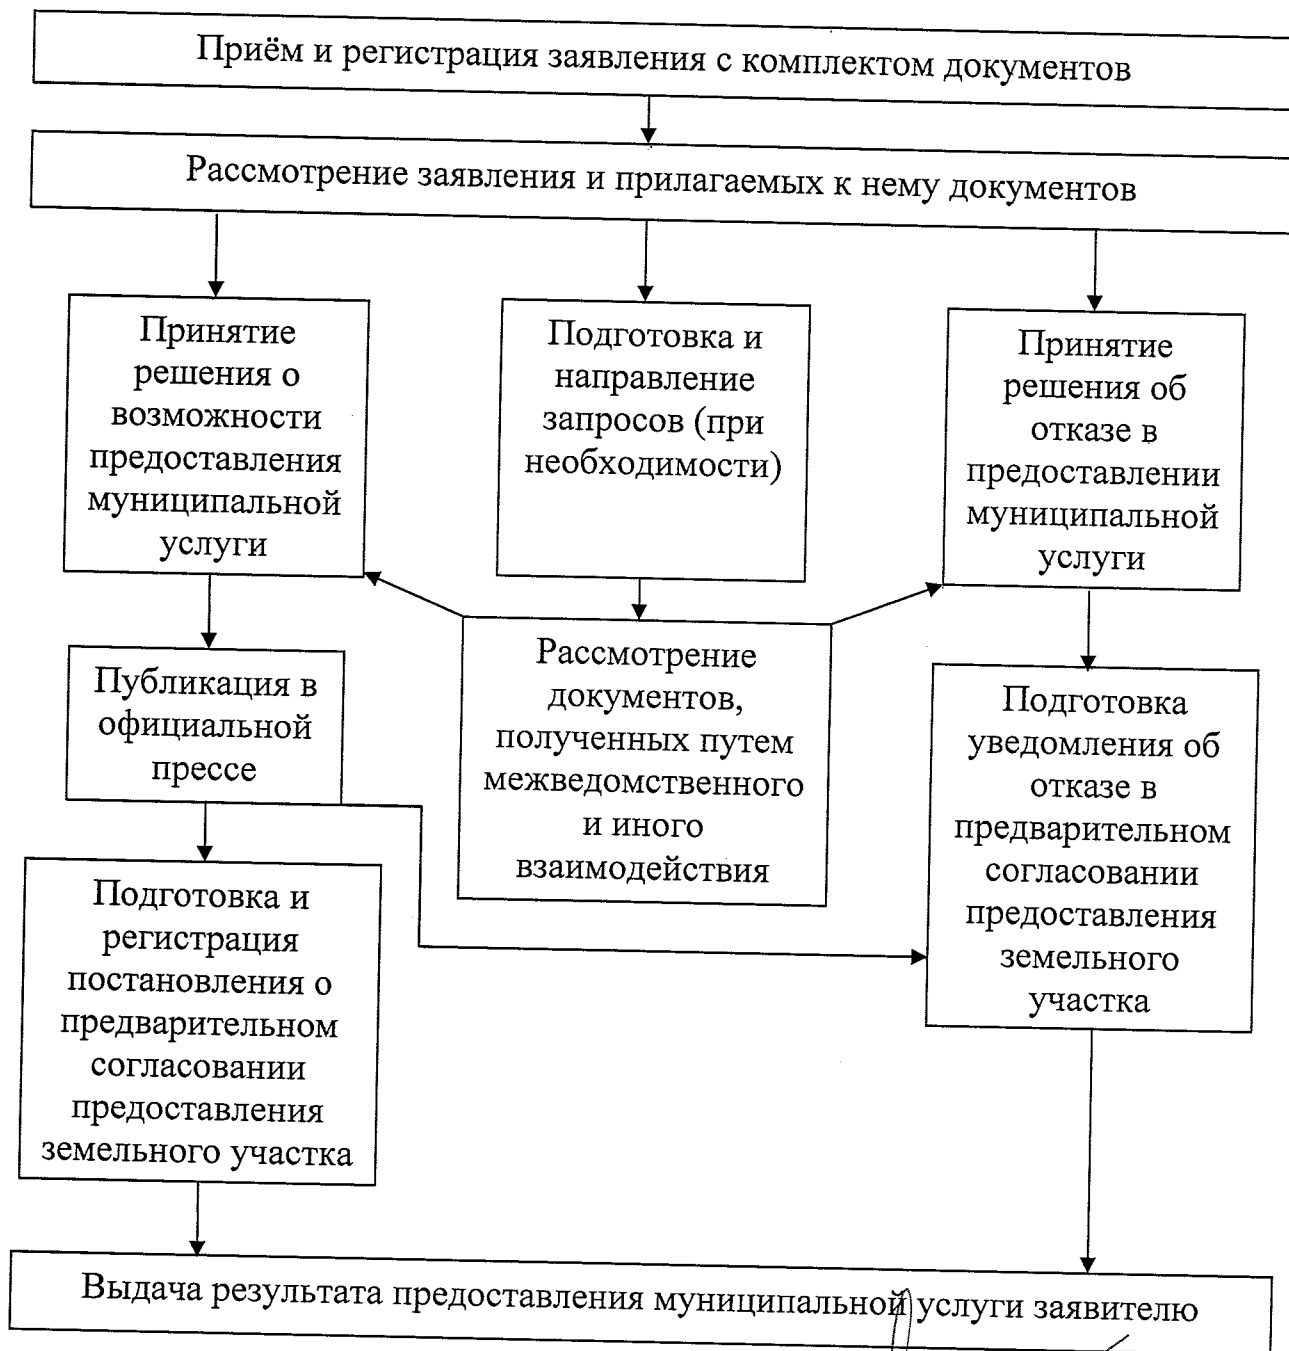 Приём и регистрация заявления с комплектом документов
Рассмотрение заявления и прилагаемых к нему документов
Принятие
решения о
возможности
предоставления
муниципальной
услуги
Подготовка и
направление
запросов (при
необходимости)
Принятие
решения об
отказе в
предоставлении
муниципальной
услуги
Рассмотрение
документов,
полученных путем
межведомственного
и иного
взаимодействия
Публикация в
официальной
прессе
Подготовка
уведомления об
отказе в
предварительном
согласовании
предоставления
земельного
участка
Подготовка и
регистрация
постановления о
предварительном
согласовании
предоставления
земельного участка
Выдача результата предоставления муниципальной услуги заявителю